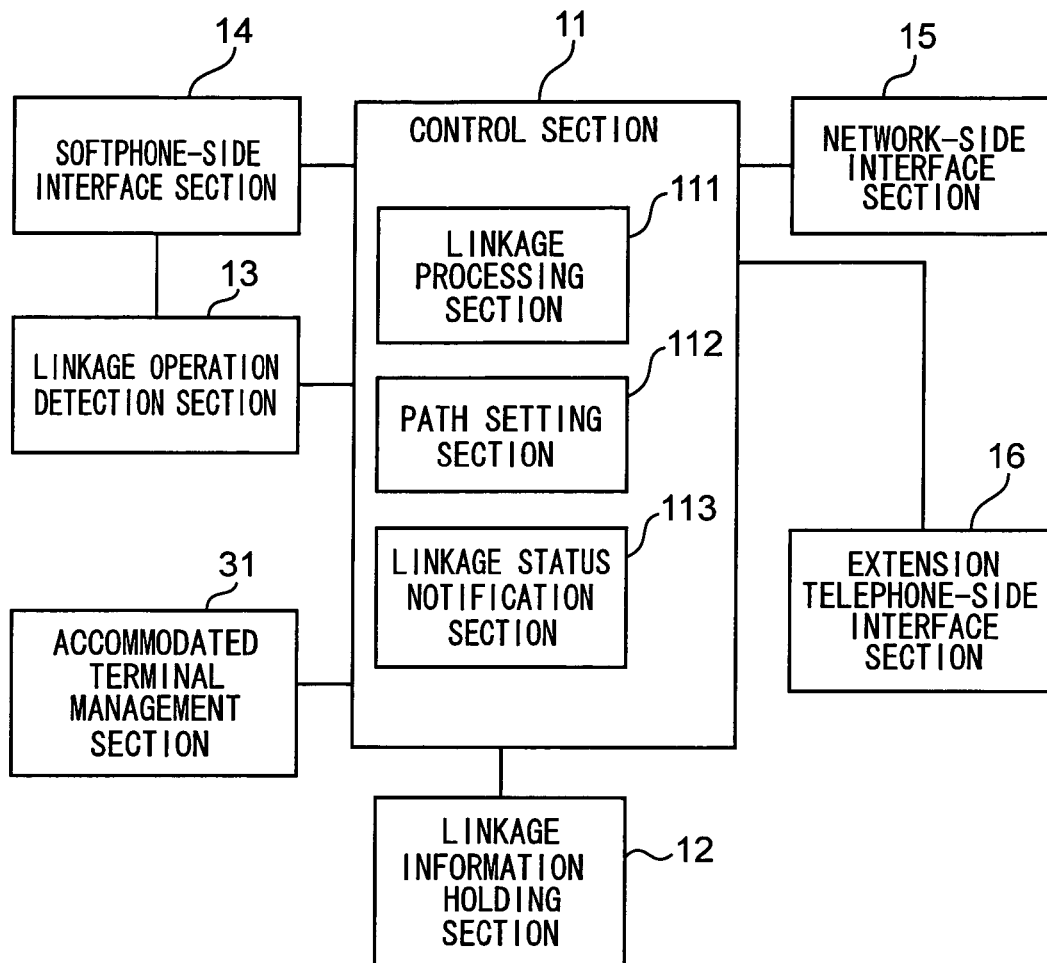 14
11
15
SOFTPHONE-SIDE
INTERFACE SECTION
CONTROL SECTION
NETWORK-SIDE
INTERFACE
SECTION
111
LINKAGE
PROCESSING
SECTION
13
LINKAGE OPERATION
DETECTION SECTION
112
PATH SETTING
SECTION
16
EXTENSION
TELEPHONE-SIDE
INTERFACE
SECTION
113
LINKAGE STATUS
NOTIFICATION
SECTION
31
ACCOMMODATED
TERMINAL
MANAGEMENT
SECTION
LINKAGE
INFORMATION
HOLDING
SECTION
12